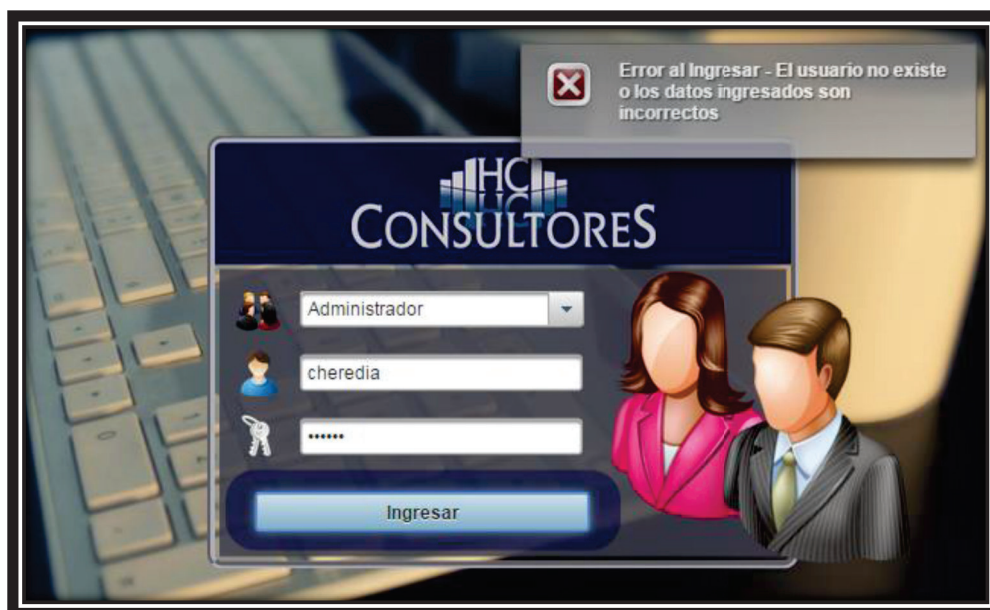 Error al Ingresar - El usuario no existe
o los datos ingresados son
incorrectos
HC
CONSULTORES
Administrador
cheredia
••••••
Ingresar